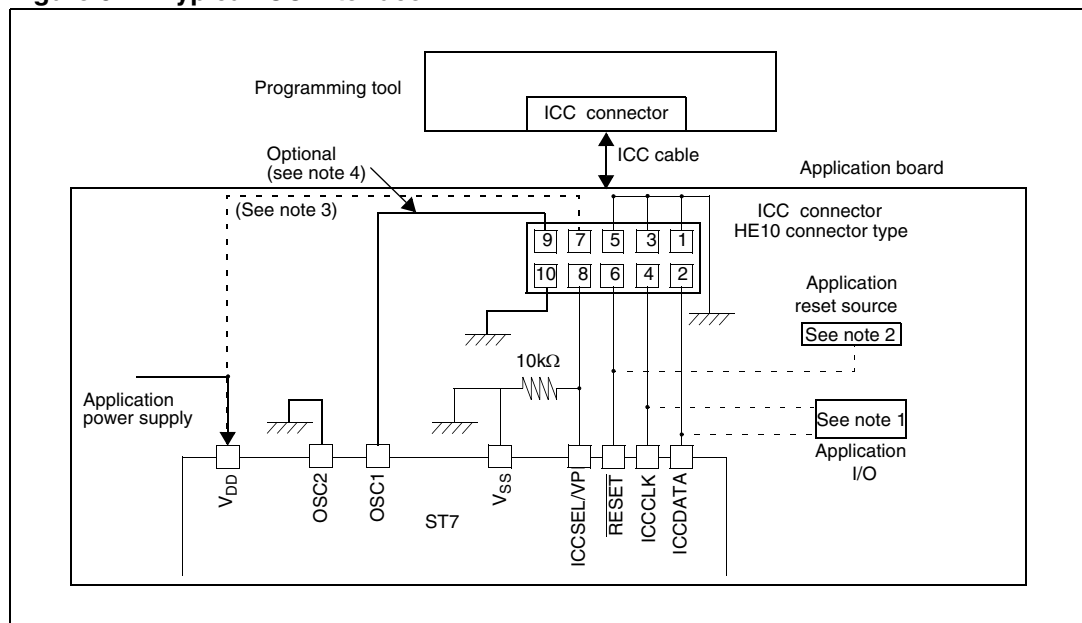 Programming tool
ICC connector
Optional
(see note 4)
ICC cable
Application board
(See note 3)
ICC connector
HE10 connector type
9 7 5 3 1
10 8 6 4 2
Application
reset source
See note 2
10kΩ
Application
power supply
See note 1
Application
I/O
VDD
OSC2
OSC1
VSS
ICCSEL/VP
RESET
ICCCLK
ICCDATA
ST7